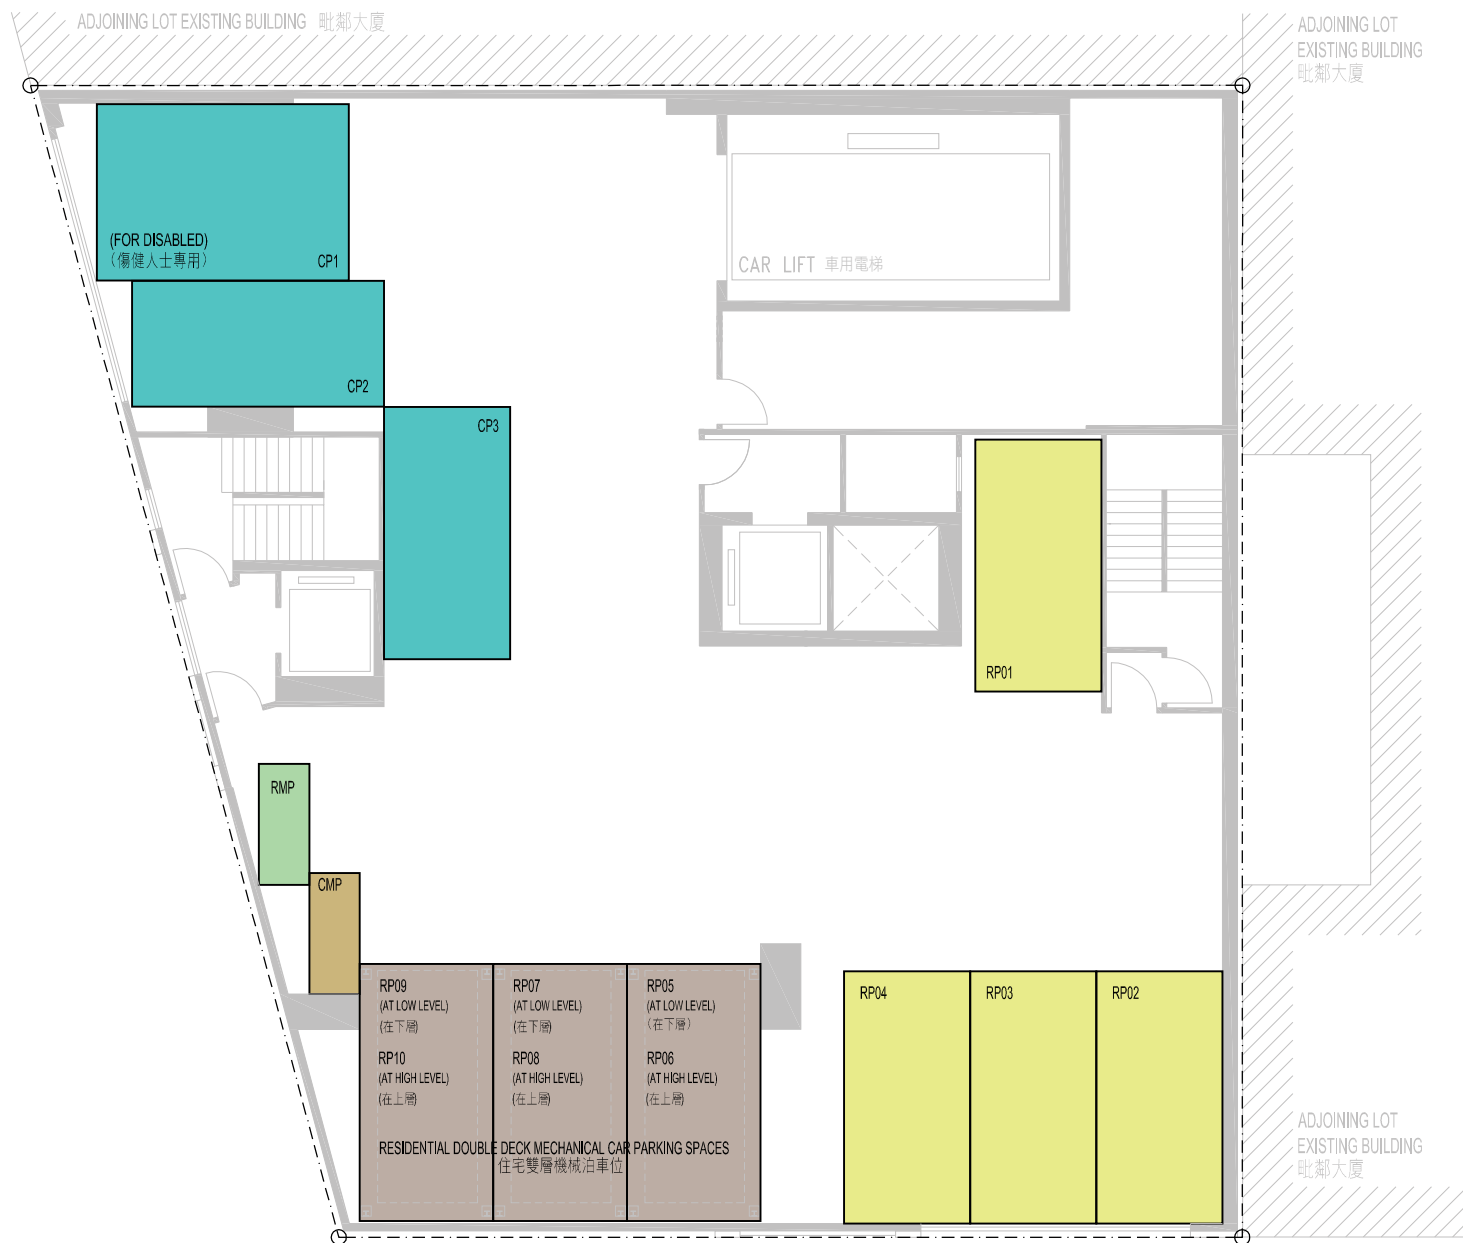 ADJOINING LOT EXISTING BUILDING 毗鄰大廈
ADJOINING LOT
EXISTING BUILDING
毗鄰大廈
(FOR DISABLED)
(傷健人士專用)
CP1
CAR LIFT 車用電梯
CP2
CP3
RP01
RMP
CMP
RP09
(AT LOW LEVEL)
(在下層)
RP10
(AT HIGH LEVEL)
(在上層)
RP07
(AT LOW LEVEL)
(在下層)
RP08
(AT HIGH LEVEL)
(在上層)
RP05
(AT LOW LEVEL)
(在下層)
RP06
(AT HIGH LEVEL)
(在上層)
RESIDENTIAL DOUBLE DECK MECHANICAL CAR PARKING SPACES
住宅雙層機械泊車位
RP04
RP03
RP02
ADJOINING LOT
EXISTING BUILDING
毗鄰大廈